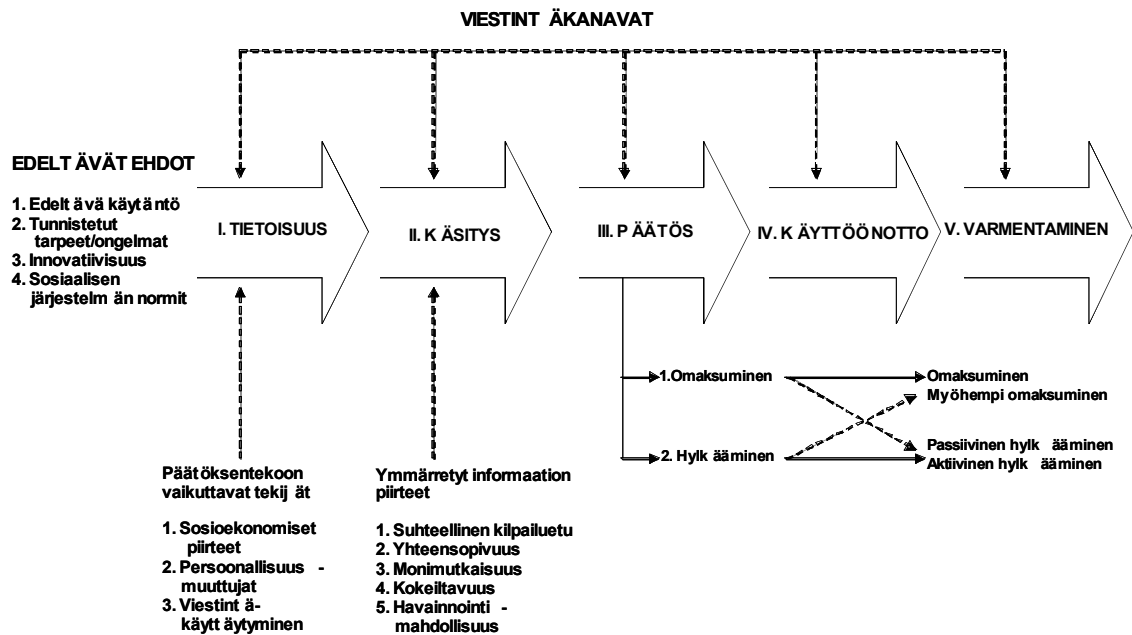 VIESTINT ÄKANAVAT
EDELT ÄVÄT EHDOT
1. Edelt ävä käytäntö
2. Tunnistetut
tarpeet/ongelmat
3. Innovatiivisuus
4. Sosiaalisen
järjestelm än normit
I. TIETOISUUS
II. K ÄSITYS
III. P ÄÄTÖS
IV. K ÄYTTÖÖNOTTO
V. VARMENTAMINEN
1.Omaksuminen
2. Hylk ääminen
Omaksuminen
Myöhempi omaksuminen
Passiivinen hylk ääminen
Aktiivinen hylk ääminen
Päätöksentekoon
vaikuttavat tekij ät
1. Sosioekonomiset
piirteet
2. Persoonallisuus -
muuttujat
3. Viestint ä-
käytt äytyminen
Ymmärretyt informaation
piirteet
1. Suhteellinen kilpailuetu
2. Yhteensopivuus
3. Monimutkaisuus
4. Kokeiltavuus
5. Havainnointi -
mahdollisuus